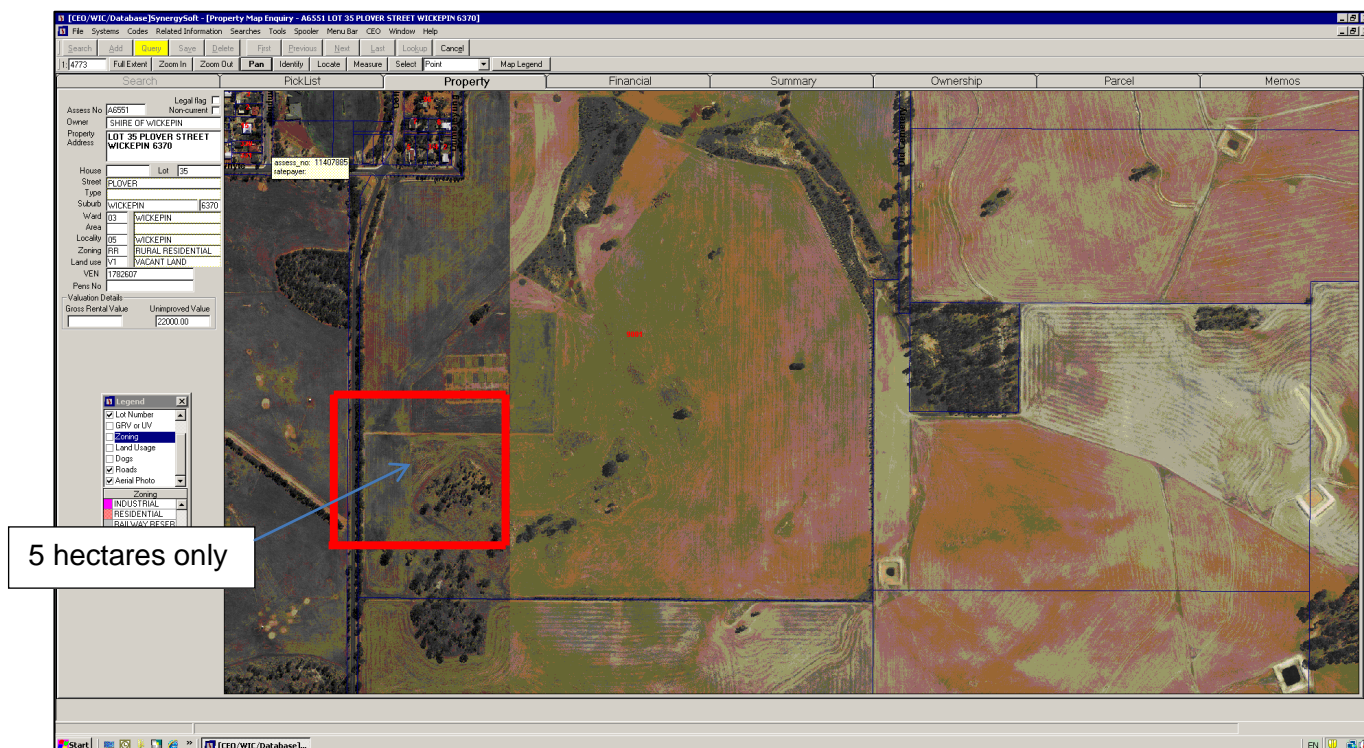 [CEO/WIC/Database]SynergySoft - [Property Map Enquiry - A6551 LOT 35 PLOVER STREET WICKEPIN 6370]
File Systems Codes Related Information Searches Tools Spooler Menu Bar CEO Window Help
Search Add Query Save Delete First Previous Next Last Lookup Cancel
1: 4773 Full Extent Zoom In Zoom Out Pan Identify Locate Measure Select Point Map Legend
Search PickList Property Financial Summary Ownership Parcel Memos
Legal flag
Assess No A6551 Non-current
Owner SHIRE OF WICKEPIN
Property Address LOT 35 PLOVER STREET
WICKEPIN 6370
assess_no: 11407885
ratepayer:
House Lot 35
Street PLOVER
Type
Suburb WICKEPIN 6370
Ward 03 WICKEPIN
Area
Locality 05 WICKEPIN
Zoning RR RURAL RESIDENTIAL
Land use V1 VACANT LAND
VEN 1782607
Pens No
Valuation Details
Gross Rental Value Unimproved Value
22000.00
Legend
Lot Number
GRV or UV
Zoning
Land Usage
Dogs
Roads
Aerial Photo
Zoning
INDUSTRIAL
RESIDENTIAL
RAILWAY RESER
5 hectares only
Start » [CEO/WIC/Database]... EN